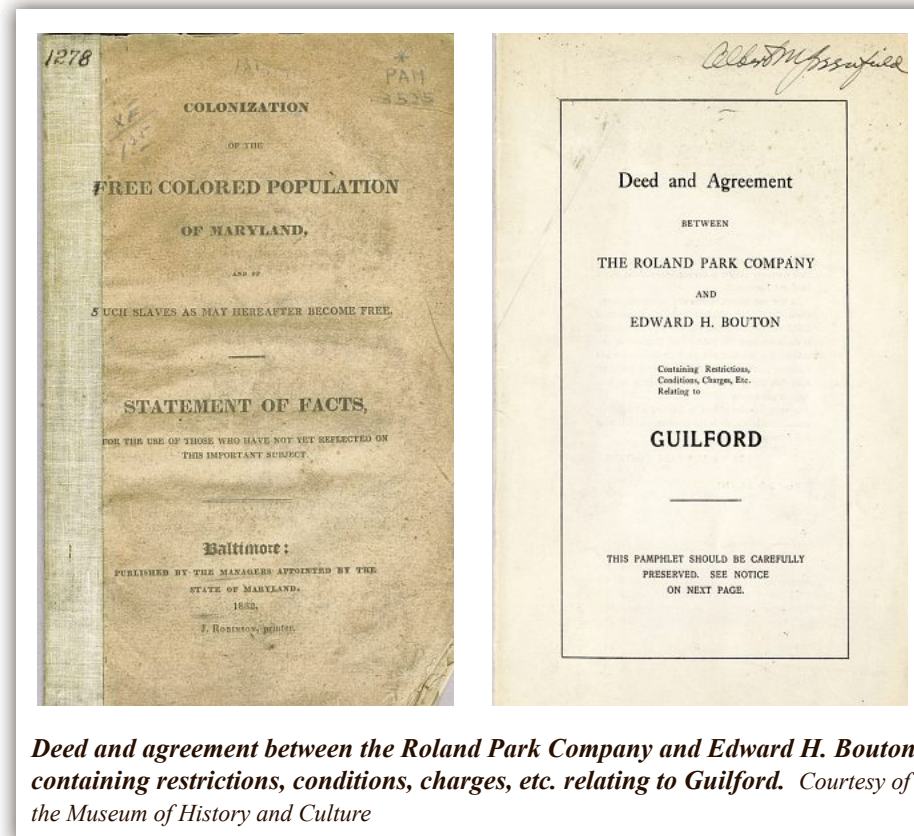 1278
PAM
3535
COLONIZATION
OF THE
FREE COLORED POPULATION
OF MARYLAND,
AND OF
SUCH SLAVES AS MAY HEREAFTER BECOME FREE.
STATEMENT OF FACTS,
FOR THE USE OF THOSE WHO HAVE NOT YET REFLECTED ON
THIS IMPORTANT SUBJECT
Baltimore:
PUBLISHED BY THE MANAGERS APPOINTED BY THE
STATE OF MARYLAND.
1832.
J. Robinson, printer.
Deed and Agreement
BETWEEN
THE ROLAND PARK COMPANY
AND
EDWARD H. BOUTON
Containing Restrictions,
Conditions, Charges, Etc.
Relating to
GUILFORD
THIS PAMPHLET SHOULD BE CAREFULLY
PRESERVED. SEE NOTICE
ON NEXT PAGE.
Deed and agreement between the Roland Park Company and Edward H. Bouton
containing restrictions, conditions, charges, etc. relating to Guilford. Courtesy of
the Museum of History and Culture